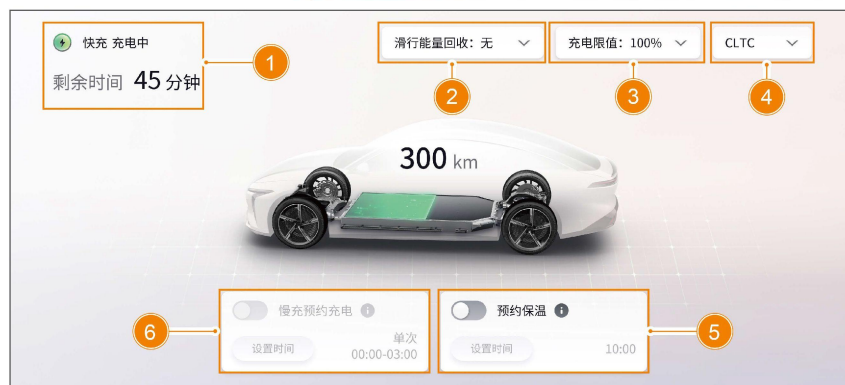 快充 充电中
剩余时间 45 分钟
1
滑行能量回收：无
2
充电限值：100%
3
CLTC
4
300 km
6
慢充预约充电 i
设置时间
单次
00:00-03:00
预约保温 i
设置时间
10:00
5